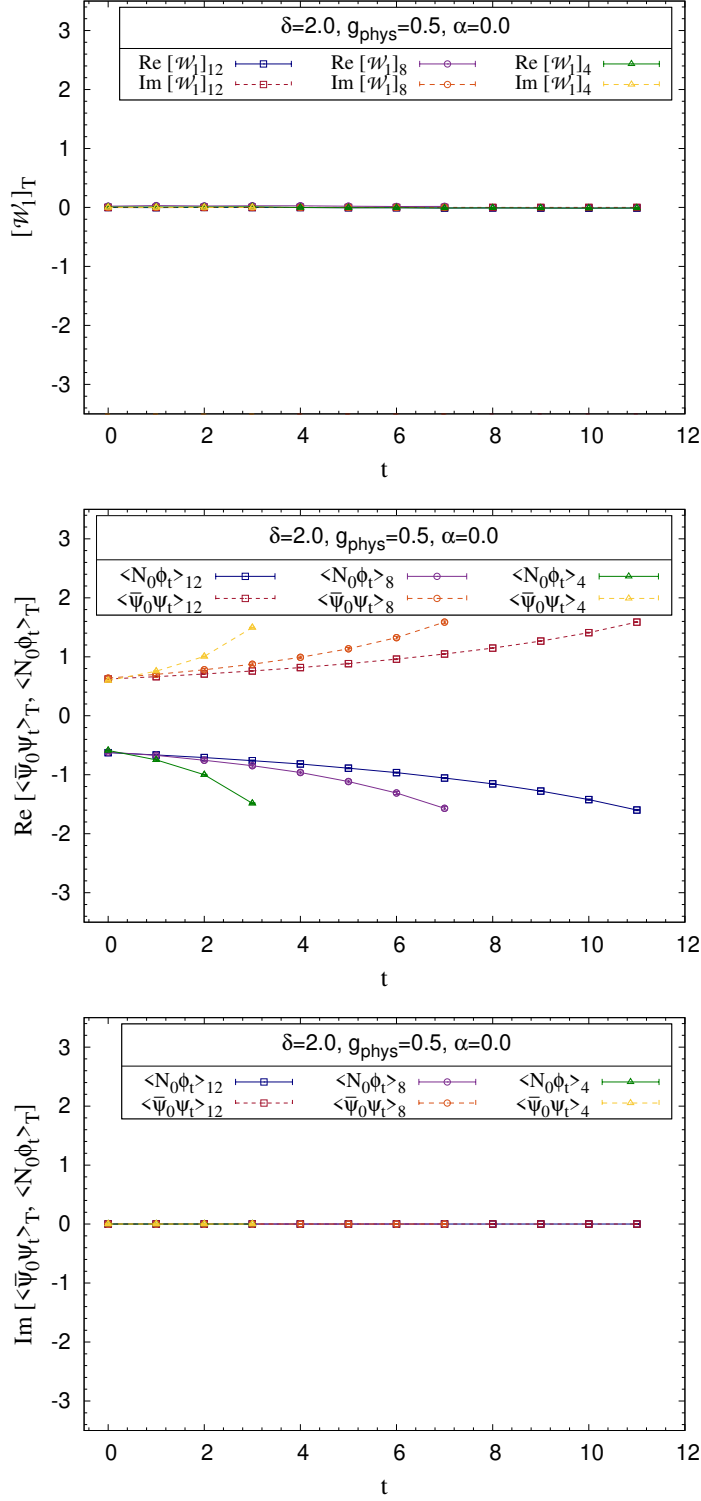 δ=2.0, gphys=0.5, α=0.0
Re [𝒲1]12 Re [𝒲1]8 Re [𝒲1]4
Im [𝒲1]12 Im [𝒲1]8 Im [𝒲1]4
[𝒲1]T
3
2
1
0
-1
-2
-3
0 2 4 6 8 10 12
t
δ=2.0, gphys=0.5, α=0.0
<N0ϕt>12 <N0ϕt>8 <N0ϕt>4
<ψ̅0ψt>12 <ψ̅0ψt>8 <ψ̅0ψt>4
Re [<ψ̅0ψt>T, <N0ϕt>T]
3
2
1
0
-1
-2
-3
0 2 4 6 8 10 12
t
δ=2.0, gphys=0.5, α=0.0
<N0ϕt>12 <N0ϕt>8 <N0ϕt>4
<ψ̅0ψt>12 <ψ̅0ψt>8 <ψ̅0ψt>4
Im [<ψ̅0ψt>T, <N0ϕt>T]
3
2
1
0
-1
-2
-3
0 2 4 6 8 10 12
t